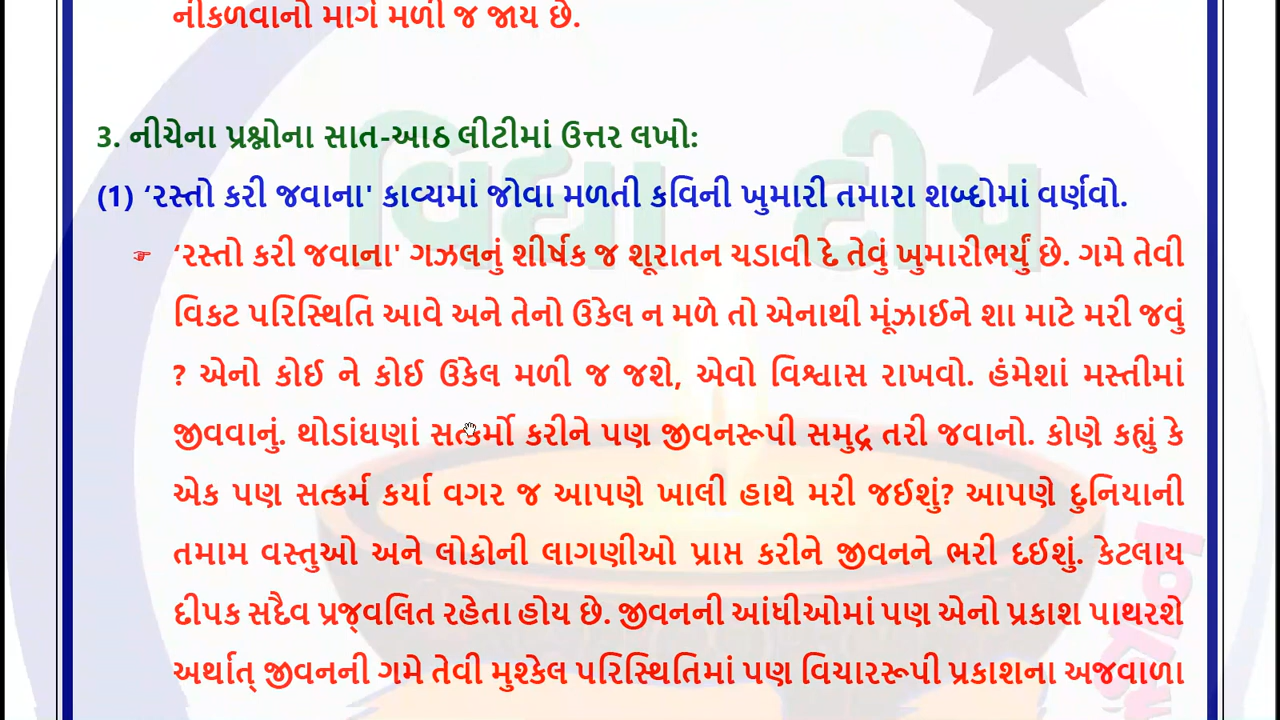 નીકળવાનો માર્ગ મળી જ જાય છે.
3. નીચેના પ્રશ્નોના સાત-આઠ લીટીમાં ઉત્તર લખો:
(1) ‘રસ્તો કરી જવાના' કાવ્યમાં જોવા મળતી કવિની ખુમારી તમારા શબ્દોમાં વર્ણવો.
☞ ‘રસ્તો કરી જવાના' ગઝલનું શીર્ષક જ શૂરાતન ચડાવી દે તેવું ખુમારીભર્યું છે. ગમે તેવી
વિકટ પરિસ્થિતિ આવે અને તેનો ઉકેલ ન મળે તો એનાથી મૂંઝાઈને શા માટે મરી જવું
? એનો કોઈ ને કોઈ ઉકેલ મળી જ જશે, એવો વિશ્વાસ રાખવો. હંમેશાં મસ્તીમાં
જીવવાનું. થોડાંઘણાં સત્કર્મો કરીને પણ જીવનરૂપી સમુદ્ર તરી જવાનો. કોણે કહ્યું કે
એક પણ સત્કર્મ કર્યા વગર જ આપણે ખાલી હાથે મરી જઈશું? આપણે દુનિયાની
તમામ વસ્તુઓ અને લોકોની લાગણીઓ પ્રાપ્ત કરીને જીવનને ભરી દઈશું. કેટલાય
દીપક સદૈવ પ્રજ્વલિત રહેતા હોય છે. જીવનની આંધીઓમાં પણ એનો પ્રકાશ પાથરશે
અર્થાત્ જીવનની ગમે તેવી મુશ્કેલ પરિસ્થિતિમાં પણ વિચારરૂપી પ્રકાશના અજવાળા
વિદ્યા દીપ